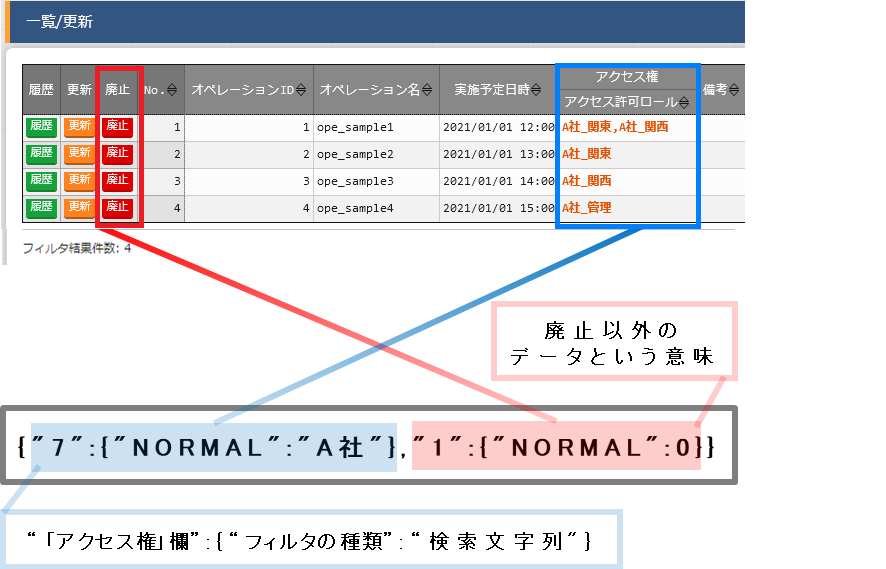 一覧/更新
アクセス権
履歴 更新 廃止 No. オペレーションID オペレーション名 実施予定日時 アクセス許可ロール 備考
履歴 更新 廃止 1 1 ope_sample1 2021/01/01 12:00 A社_関東,A社_関西
履歴 更新 廃止 2 2 ope_sample2 2021/01/01 13:00 A社_関東
履歴 更新 廃止 3 3 ope_sample3 2021/01/01 14:00 A社_関西
履歴 更新 廃止 4 4 ope_sample4 2021/01/01 15:00 A社_管理
フィルタ結果件数: 4
廃止以外の
データという意味
{"7":{"NORMAL":"A社"},"1":{"NORMAL":0}}
“「アクセス権」欄”:{“フィルタの種類”:“検索文字列"}